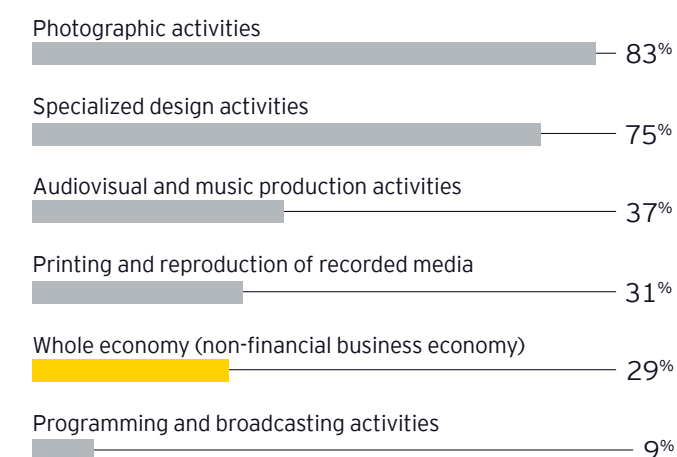 Photographic activities
83%
Specialized design activities
75%
Audiovisual and music production activities
37%
Printing and reproduction of recorded media
31%
Whole economy (non-financial business economy)
29%
Programming and broadcasting activities
9%